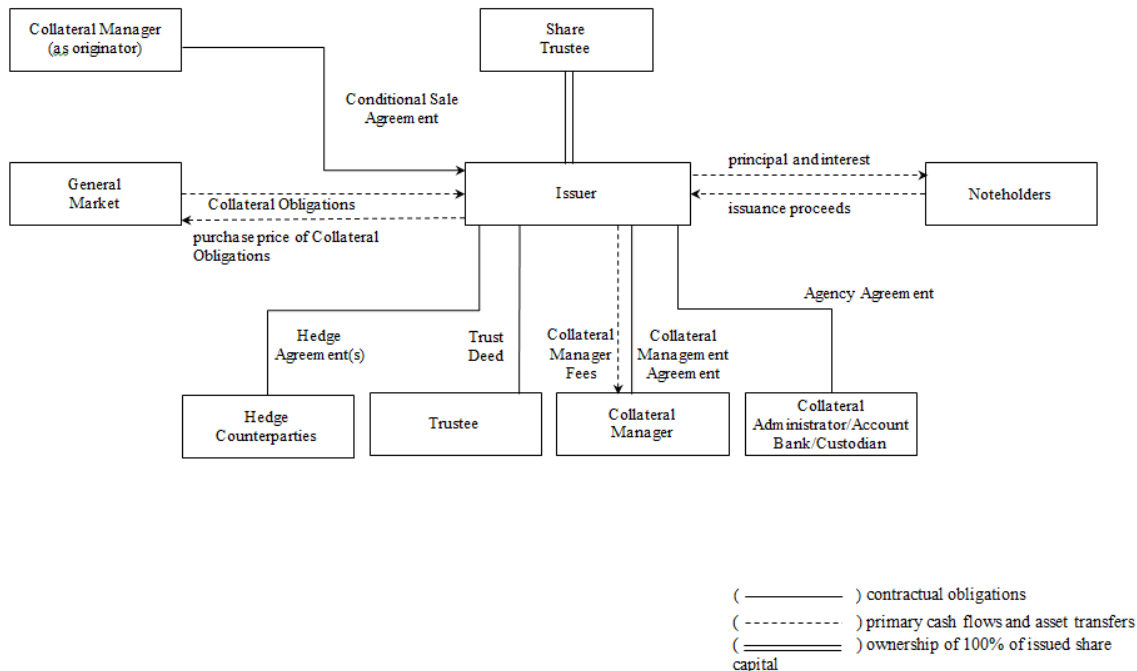 Collateral Manager
(as originator)
Share
Trustee
Conditional Sale
Agreement
General
Market
Collateral Obligations
purchase price of Collateral
Obligations
Issuer
principal and interest
issuance proceeds
Noteholders
Hedge
Agreement(s)
Trust
Deed
Collateral
Manager
Fees
Collateral
Management
Agreement
Agency Agreement
Hedge
Counterparties
Trustee
Collateral
Manager
Collateral
Administrator/Account
Bank/Custodian
( ) contractual obligations
( ) primary cash flows and asset transfers
( ) ownership of 100% of issued share
capital